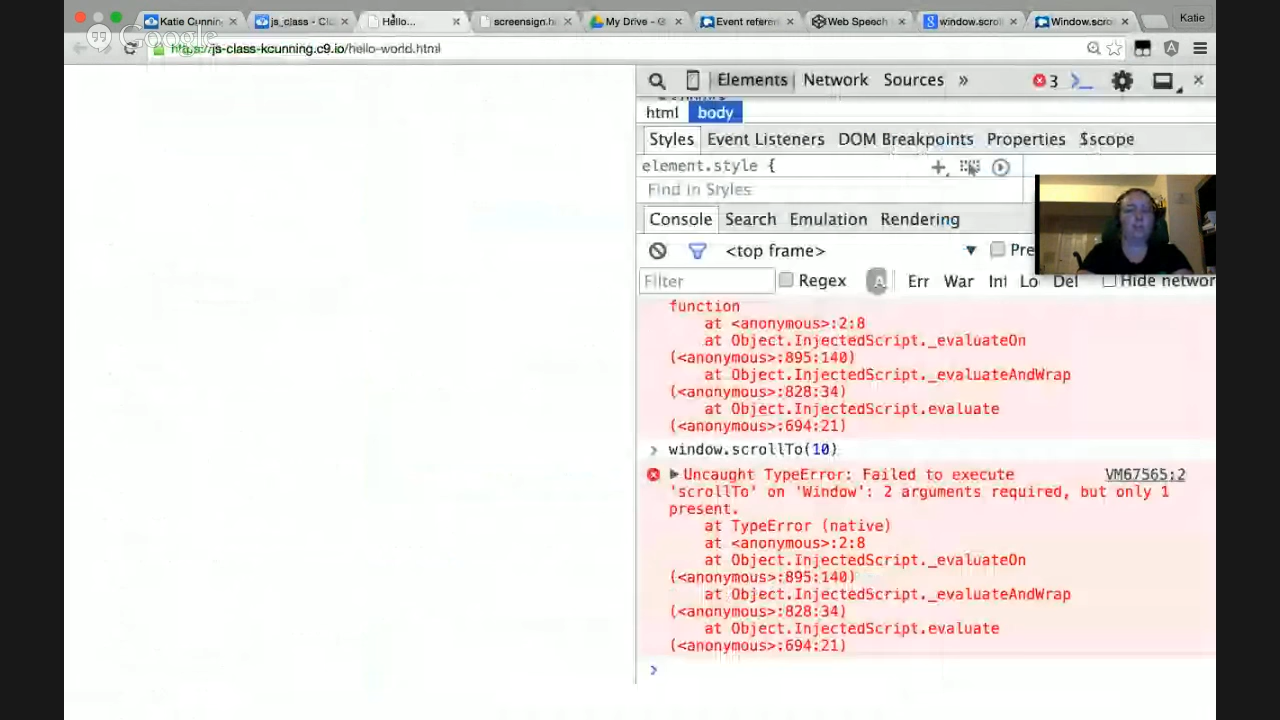 Katie Cunnin
js_class - Cl
Hello...
screensign.h
My Drive - G
Event referen
Web Speech
window.scrol
Window.scro
Katie
Google
https://js-class-kcunning.c9.io/hello-world.html
Elements Network Sources » 3
html body
Styles Event Listeners DOM Breakpoints Properties $scope
element.style {
Find in Styles
Console Search Emulation Rendering
<top frame> Pre
Filter Regex A Err War Inf Lo Del Hide networ
function
at <anonymous>:2:8
at Object.InjectedScript._evaluateOn
(<anonymous>:895:140)
at Object.InjectedScript._evaluateAndWrap
(<anonymous>:828:34)
at Object.InjectedScript.evaluate
(<anonymous>:694:21)
> window.scrollTo(10)
Uncaught TypeError: Failed to execute VM67565:2
'scrollTo' on 'Window': 2 arguments required, but only 1
present.
at TypeError (native)
at <anonymous>:2:8
at Object.InjectedScript._evaluateOn
(<anonymous>:895:140)
at Object.InjectedScript._evaluateAndWrap
(<anonymous>:828:34)
at Object.InjectedScript.evaluate
(<anonymous>:694:21)
>